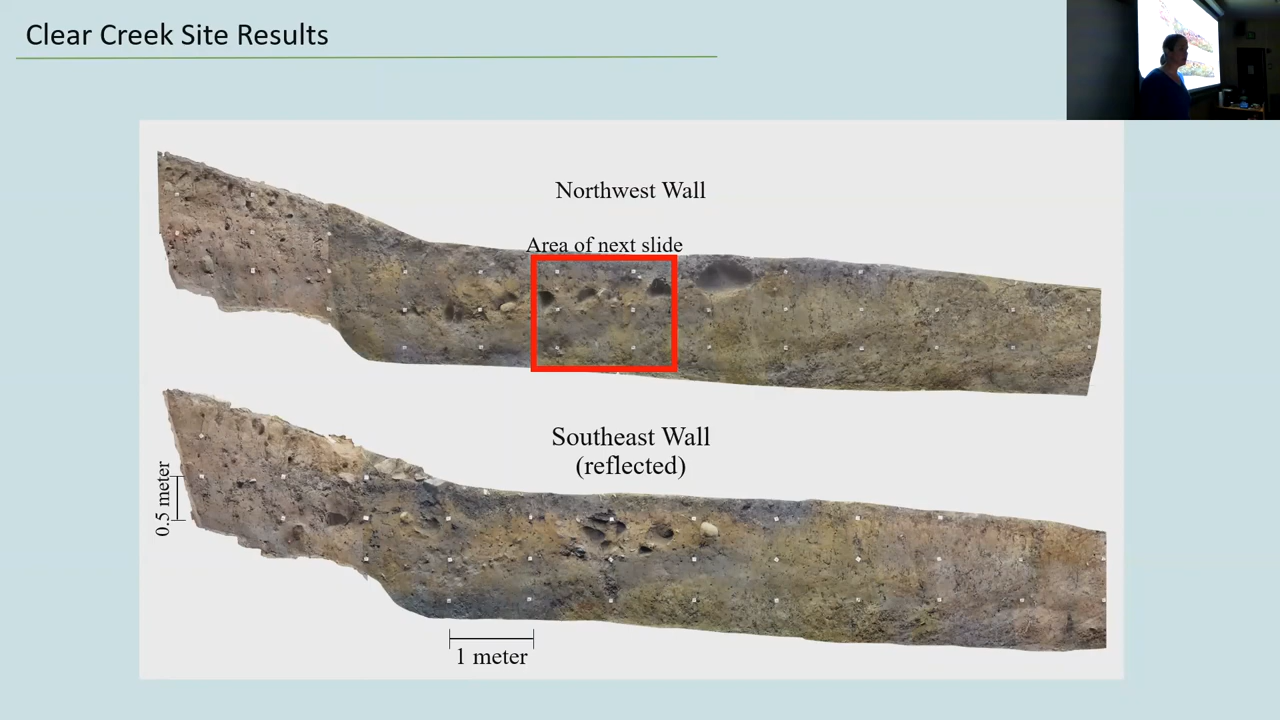 Clear Creek Site Results
Northwest Wall
Area of next slide
Southeast Wall
(reflected)
0.5 meter
1 meter